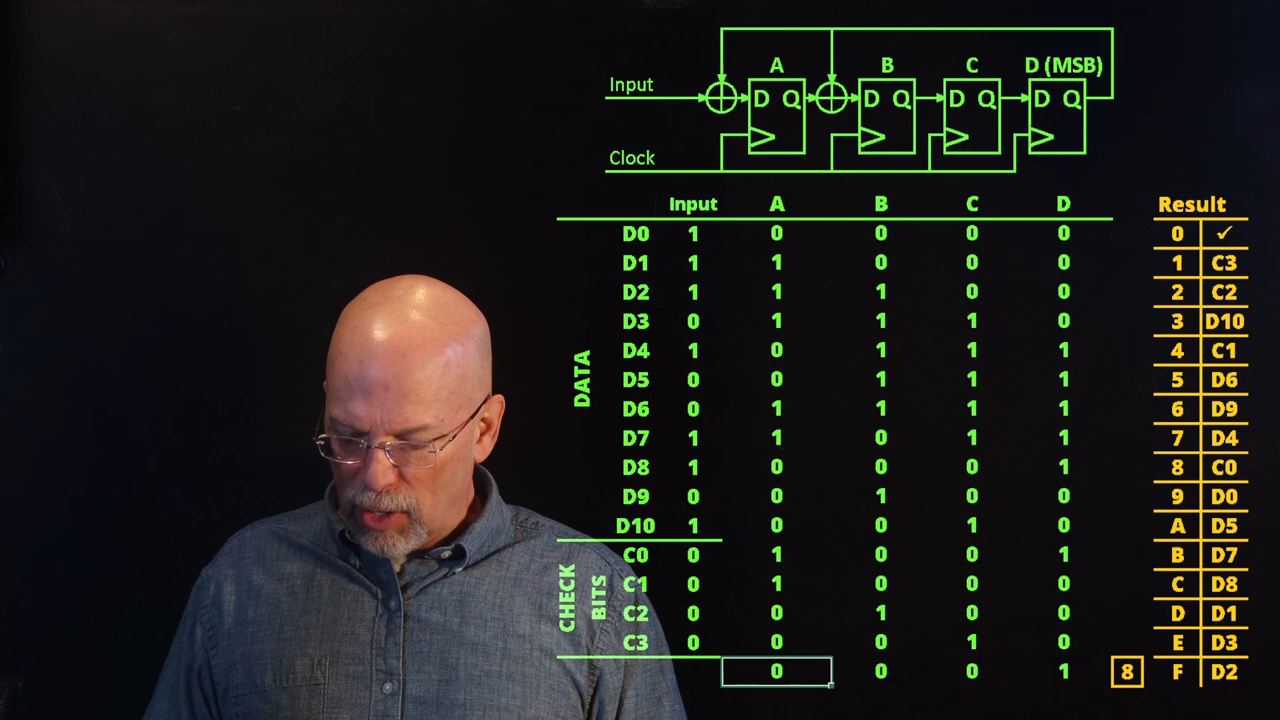 A B C D (MSB)
Input
D Q D Q D Q D Q
Clock
Input A B C D
D0 1 0 0 0 0
D1 1 1 0 0 0
D2 1 1 1 0 0
D3 0 1 1 1 0
D4 1 0 1 1 1
D5 0 0 1 1 1
D6 0 1 1 1 1
D7 1 1 0 1 1
D8 1 0 0 0 1
D9 0 0 1 0 0
D10 1 0 0 1 0
C0 0 1 0 0 1
C1 0 1 0 0 0
C2 0 0 1 0 0
C3 0 0 0 1 0
0 0 0 1 8
DATA
CHECK
BITS
Result
0 ✓
1 C3
2 C2
3 D10
4 C1
5 D6
6 D9
7 D4
8 C0
9 D0
A D5
B D7
C D8
D D1
E D3
F D2